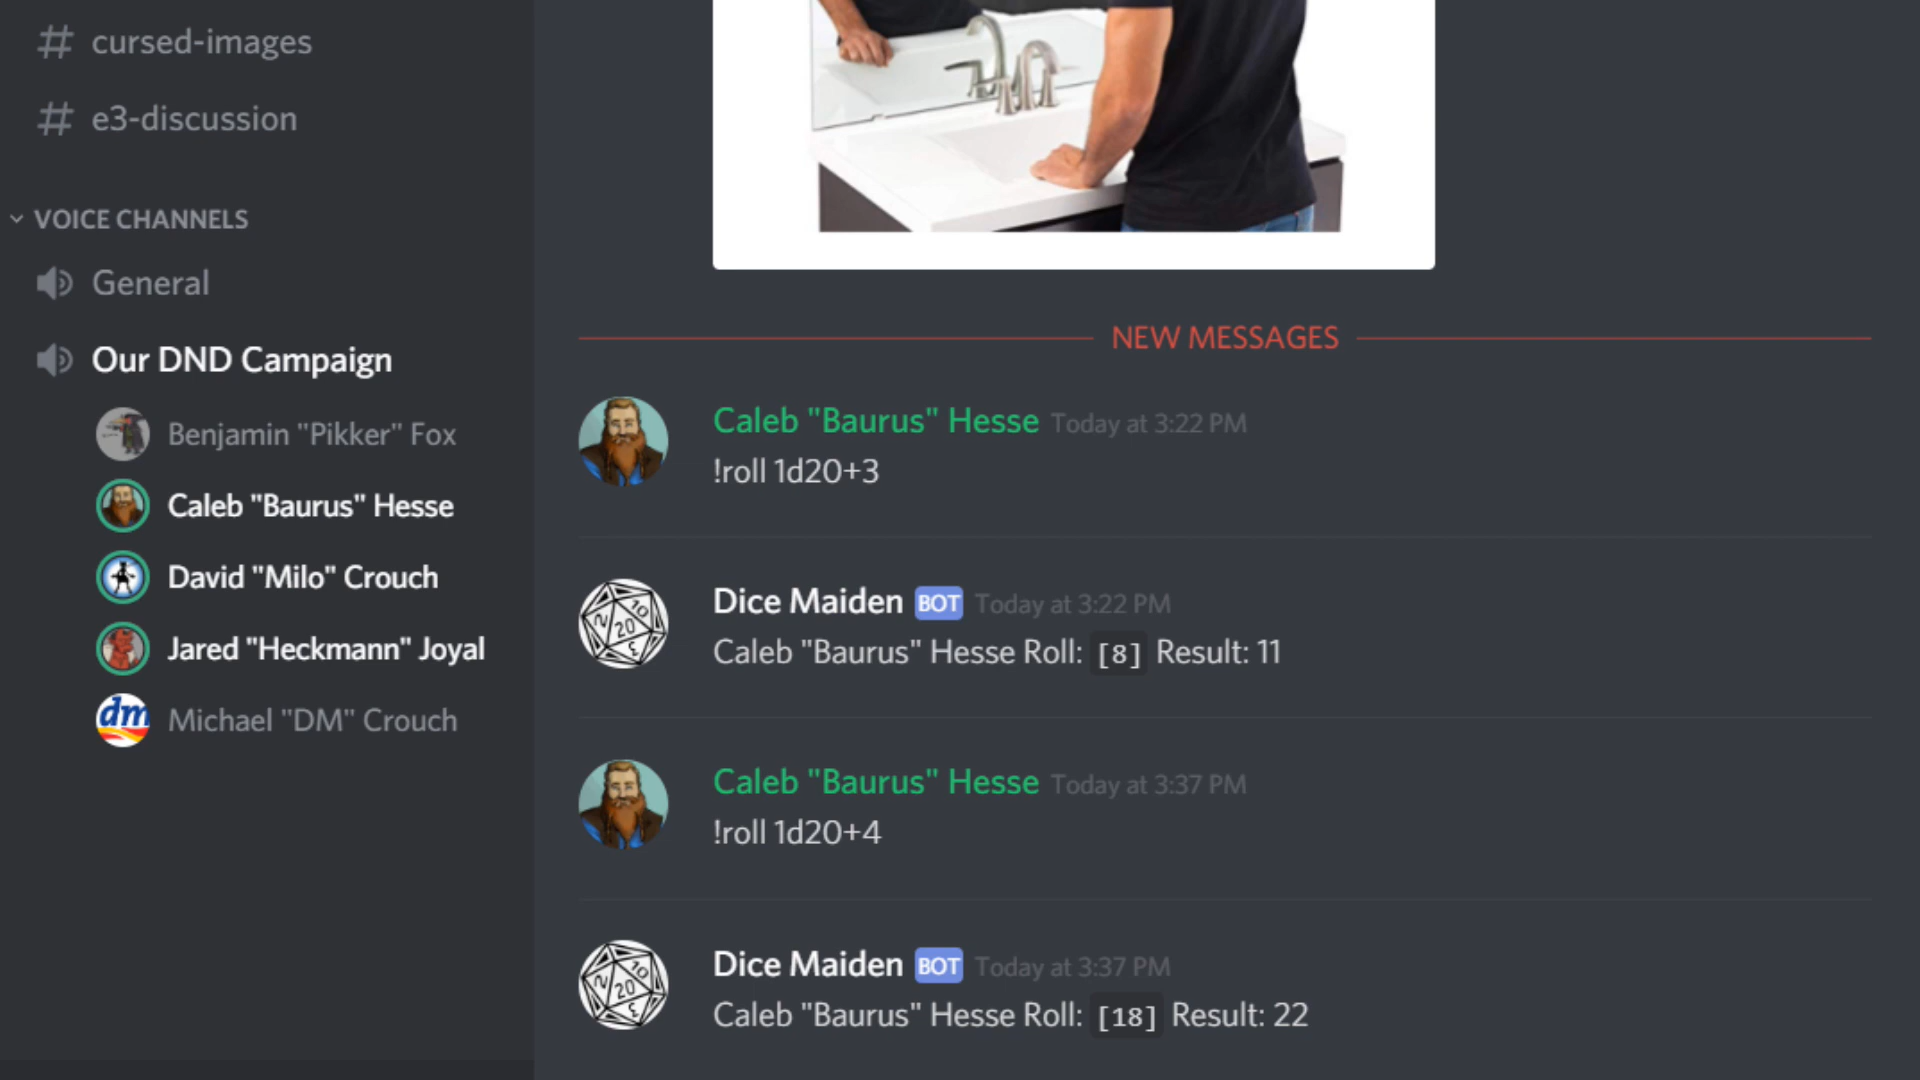 cursed-images
e3-discussion
VOICE CHANNELS
General
Our DND Campaign
Benjamin "Pikker" Fox
Caleb "Baurus" Hesse
David "Milo" Crouch
Jared "Heckmann" Joyal
dm Michael "DM" Crouch
NEW MESSAGES
Caleb "Baurus" Hesse Today at 3:22 PM
!roll 1d20+3
Dice Maiden BOT Today at 3:22 PM
Caleb "Baurus" Hesse Roll: [8] Result: 11
Caleb "Baurus" Hesse Today at 3:37 PM
!roll 1d20+4
Dice Maiden BOT Today at 3:37 PM
Caleb "Baurus" Hesse Roll: [18] Result: 22